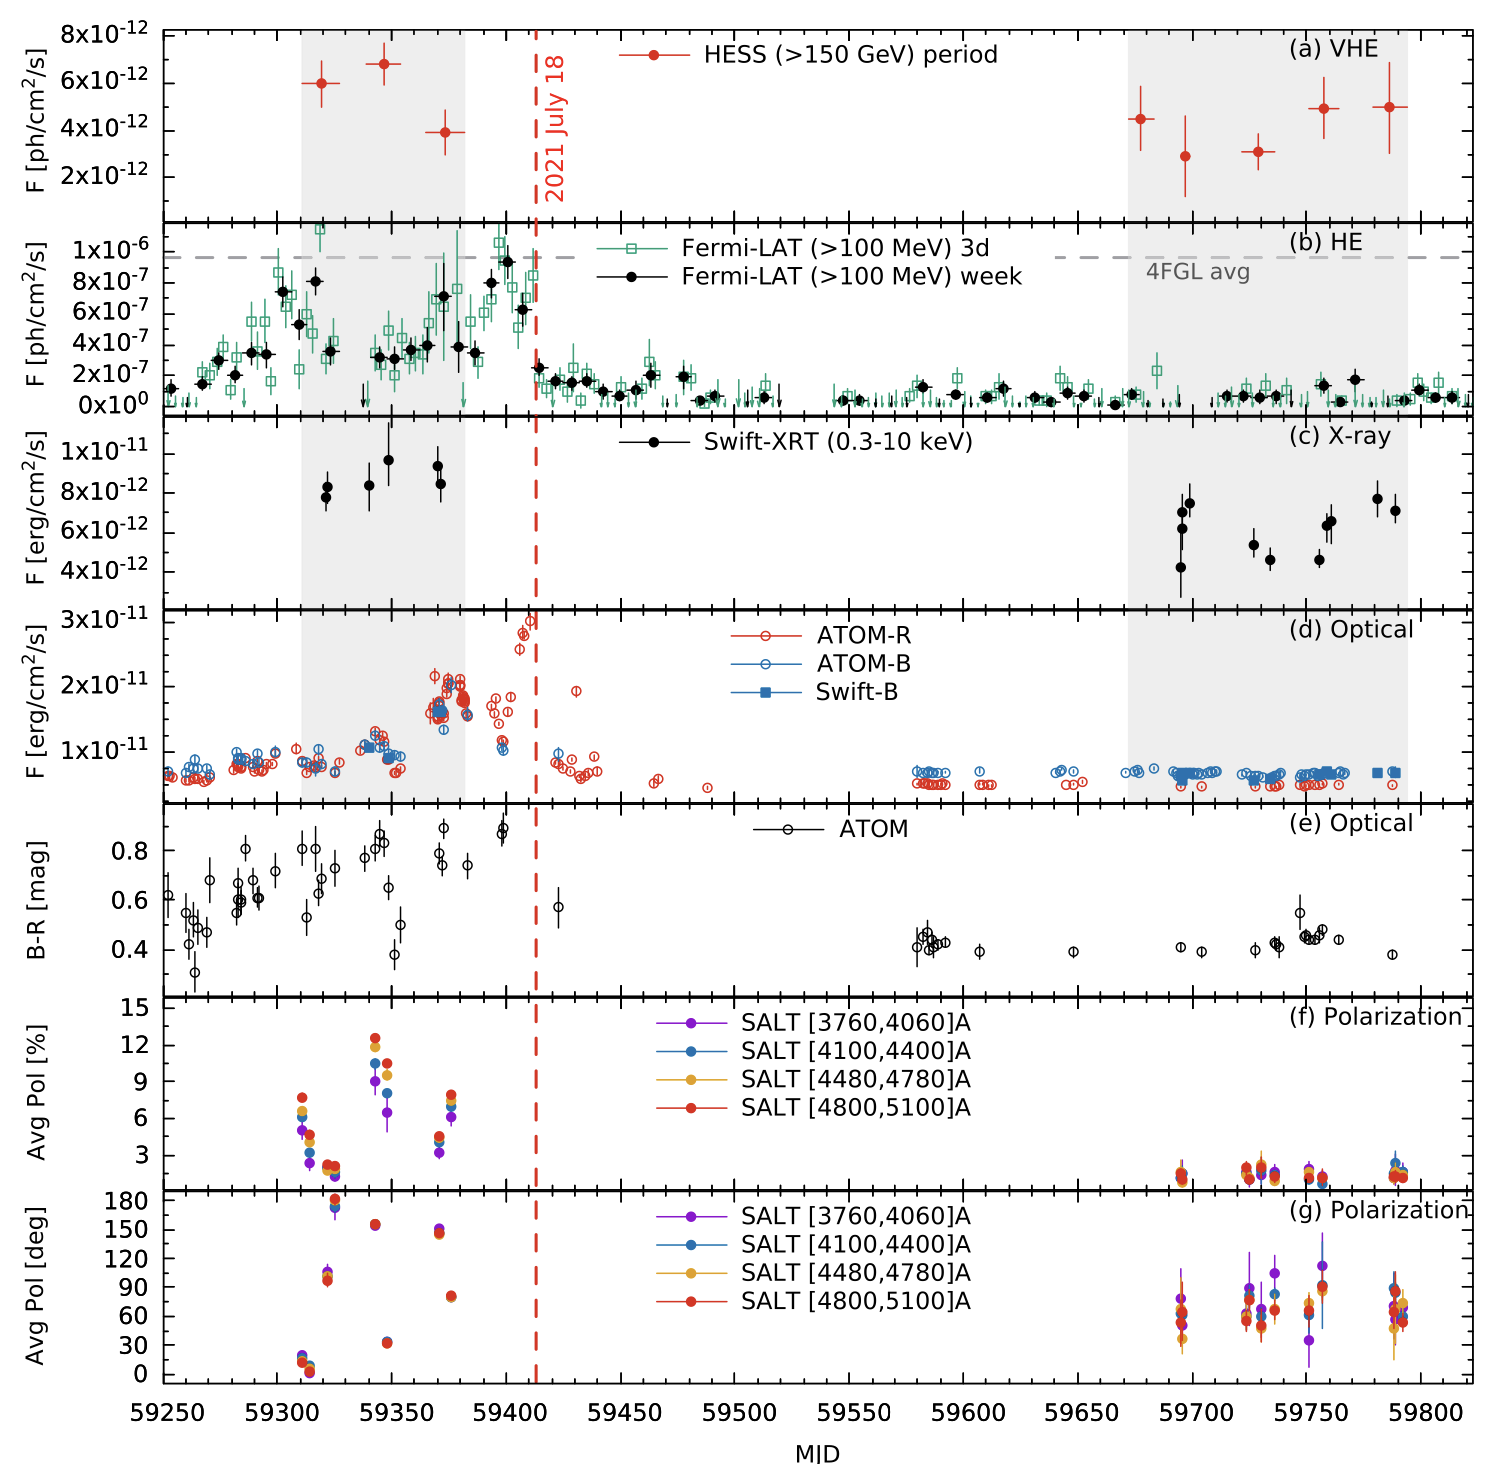 8x10-12
6x10-12
4x10-12
2x10-12
F [ph/cm2/s]
HESS (>150 GeV) period
(a) VHE
2021 July 18
1x10-6
8x10-7
6x10-7
4x10-7
2x10-7
0x100
F [ph/cm2/s]
Fermi-LAT (>100 MeV) 3d
Fermi-LAT (>100 MeV) week
(b) HE
4FGL avg
1x10-11
8x10-12
6x10-12
4x10-12
F [erg/cm2/s]
Swift-XRT (0.3-10 keV)
(c) X-ray
3x10-11
2x10-11
1x10-11
F [erg/cm2/s]
ATOM-R
ATOM-B
Swift-B
(d) Optical
0.8
0.6
0.4
B-R [mag]
ATOM
(e) Optical
15
12
9
6
3
Avg Pol [%]
SALT [3760,4060]A
SALT [4100,4400]A
SALT [4480,4780]A
SALT [4800,5100]A
(f) Polarization
180
150
120
90
60
30
0
Avg Pol [deg]
SALT [3760,4060]A
SALT [4100,4400]A
SALT [4480,4780]A
SALT [4800,5100]A
(g) Polarization
59250 59300 59350 59400 59450 59500 59550 59600 59650 59700 59750 59800
MJD